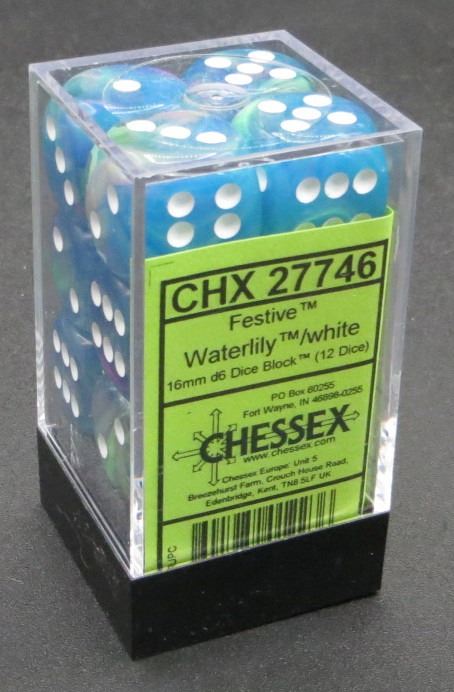 CHX 27746
Festive™
Waterlily™/white
16mm d6 Dice Block™ (12 Dice)
PO Box 80255
Fort Wayne, IN 46898-0255
CHESSEX
www.chessex.com
Chessex Europe: Unit 5
Breezehurst Farm, Crouch House Road,
Edenbridge, Kent, TN8 5LF UK
UPC